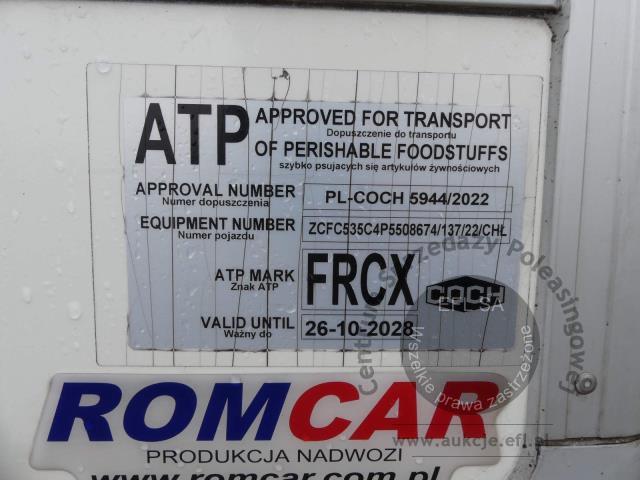 ATP APPROVED FOR TRANSPORT
Dopuszczenie do transportu
OF PERISHABLE FOODSTUFFS
szybko psujących się artykułów żywnościowych
APPROVAL NUMBER PL-COCH 5944/2022
Numer dopuszczenia
EQUIPMENT NUMBER ZCFC535C4P5508674/137/22/CHŁ
Numer pojazdu
ATP MARK FRCX COCH
Znak ATP
VALID UNTIL 26-10-2028
Ważny do
Centrum Sprzedaży Poleasingowej
EFL SA
Wszelkie prawa zastrzeżone
ROMCAR
PRODUKCJA NADWOZI
www.aukcje.efl.pl
www.romcar.com.pl